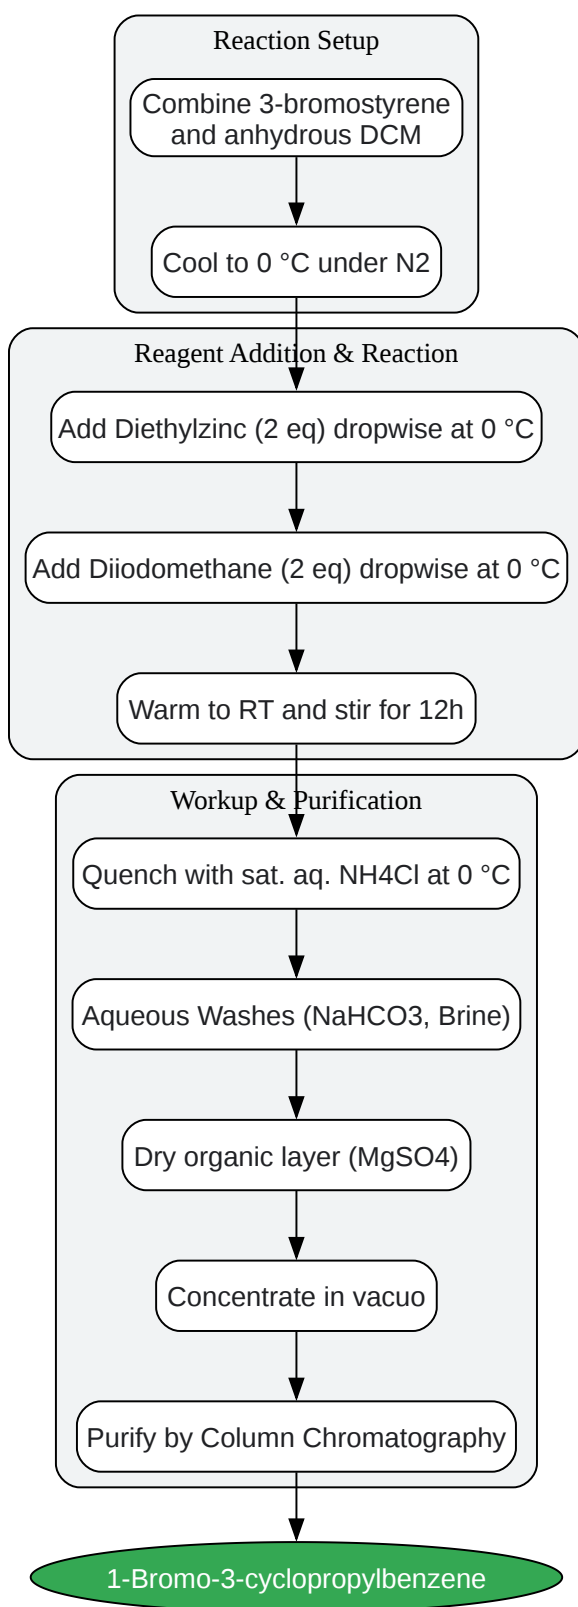 Reaction Setup
Combine 3-bromostyrene
and anhydrous DCM
Cool to 0 °C under N2
Reagent Addition & Reaction
Add Diethylzinc (2 eq) dropwise at 0 °C
Add Diiodomethane (2 eq) dropwise at 0 °C
Warm to RT and stir for 12h
Workup & Purification
Quench with sat. aq. NH4Cl at 0 °C
Aqueous Washes (NaHCO3, Brine)
Dry organic layer (MgSO4)
Concentrate in vacuo
Purify by Column Chromatography
1-Bromo-3-cyclopropylbenzene